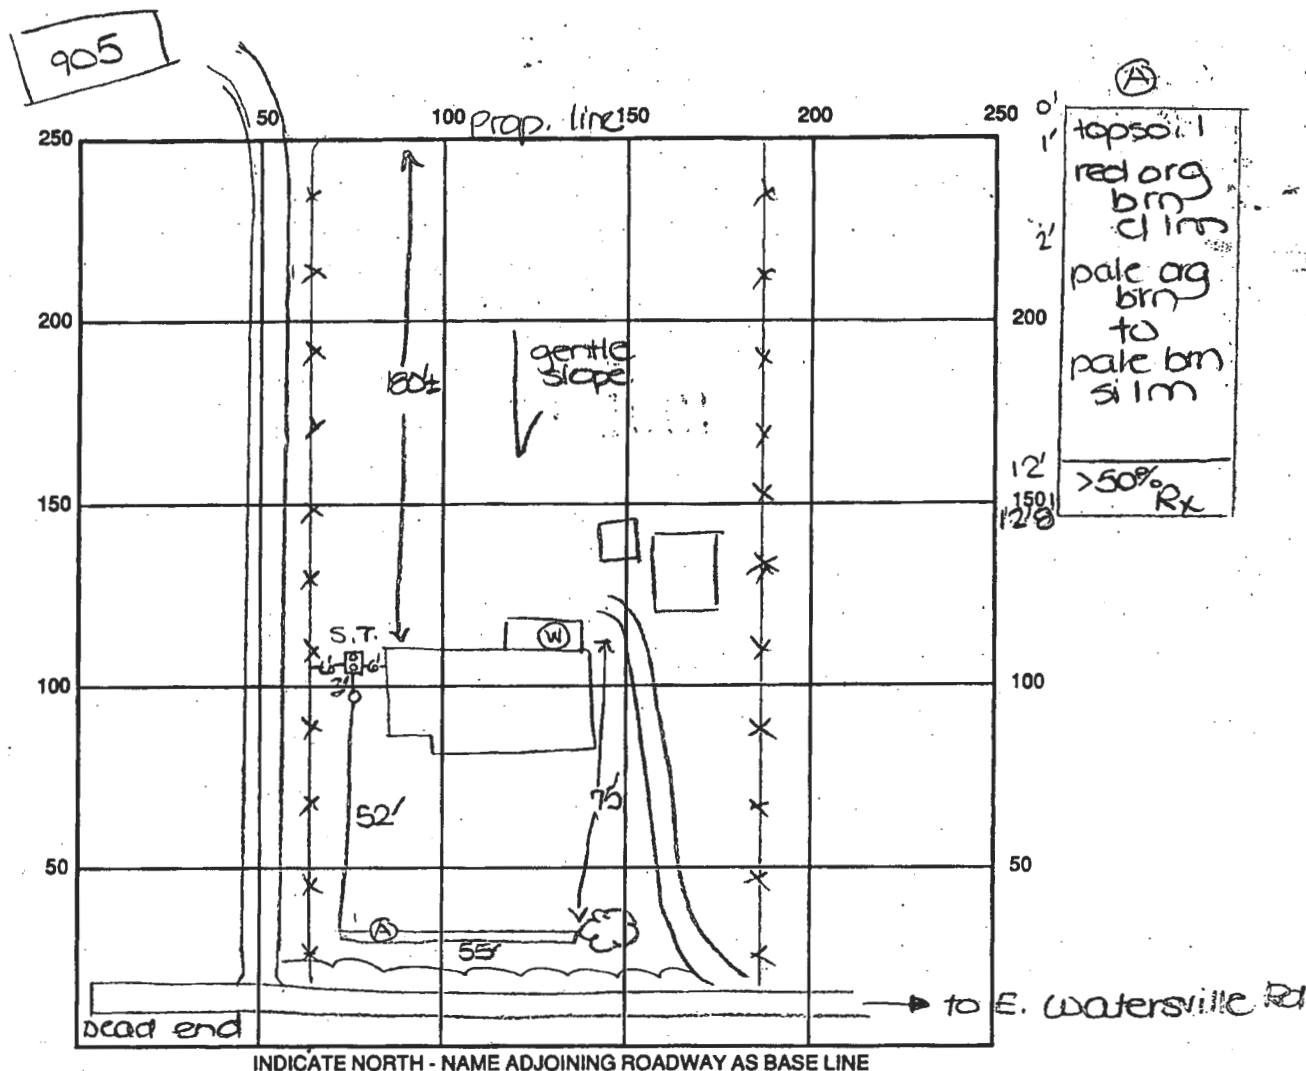 905
50 100 150 200 250
prop. line
250
200 200
150 150
100 100
50 50
180'±
gentle
slope
S.T.
6' 6'
3'
W
52'
75'
A
55'
Dead end
to E. Watersville Rd
INDICATE NORTH - NAME ADJOINING ROADWAY AS BASE LINE
A
0'
1' topsoil
red org
brn
2' cl lm
pale org
brn
to
pale brn
si lm
12'
>50%
Rx
12'8"